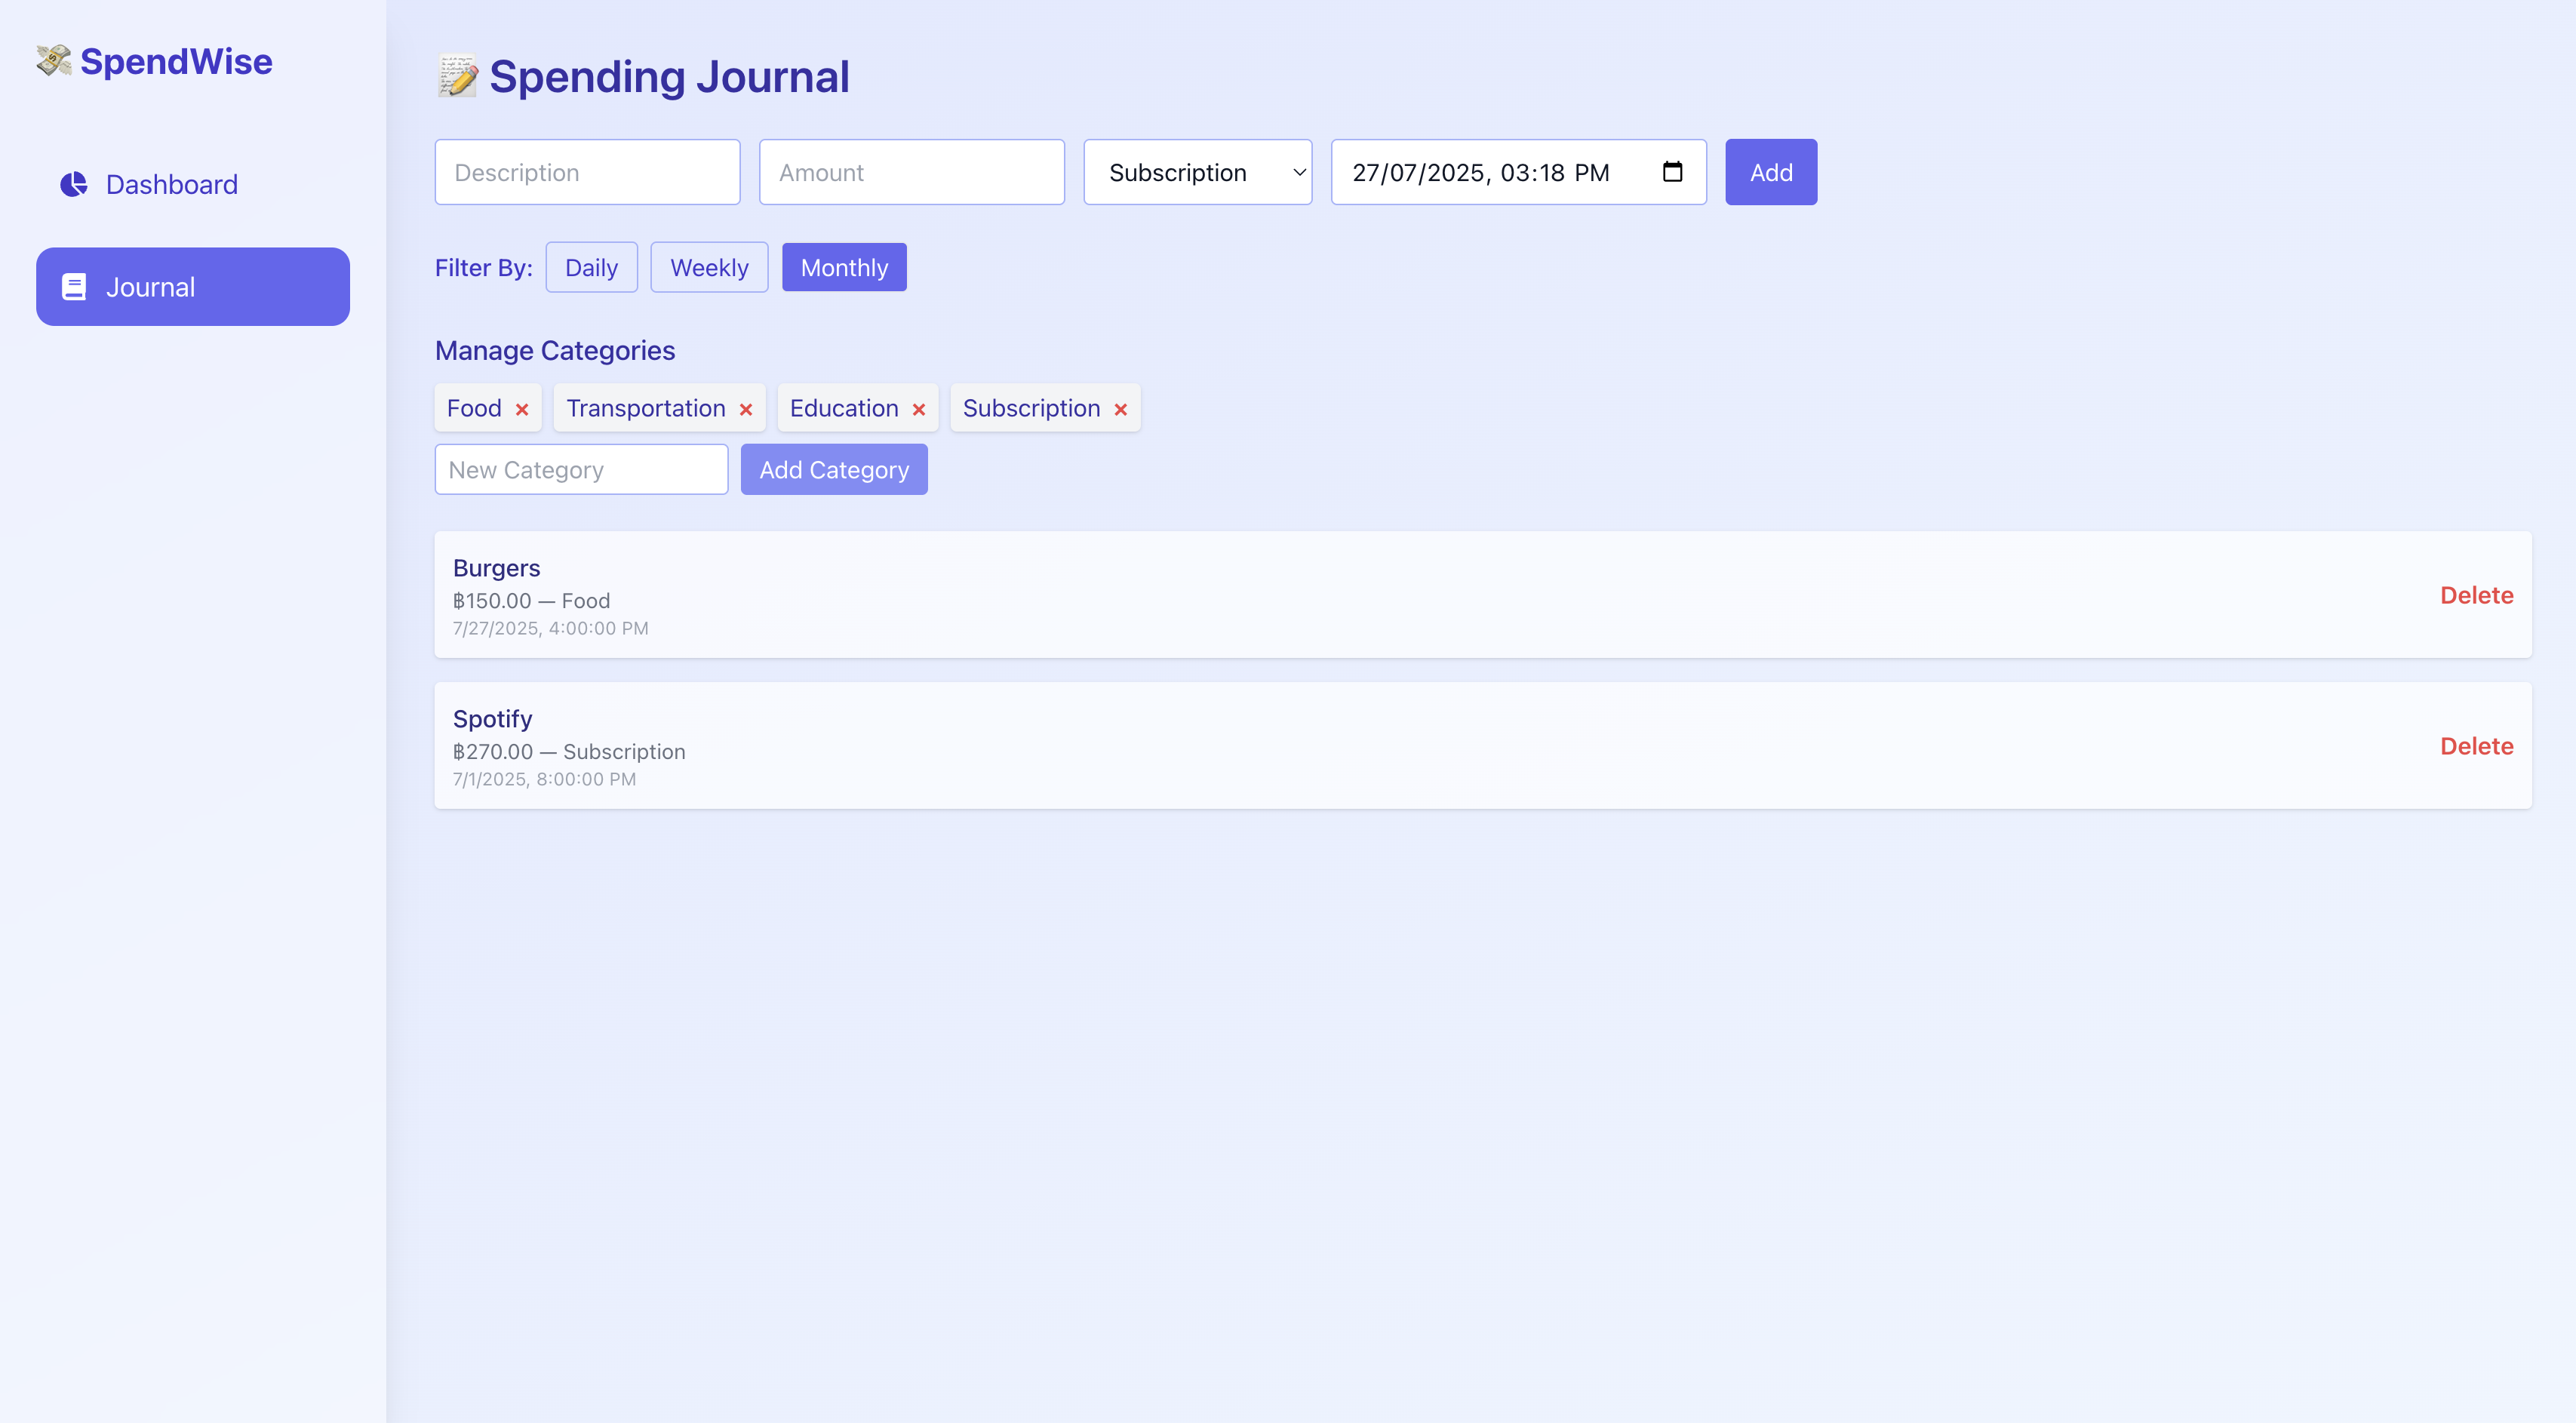 SpendWise
Dashboard
Journal
Spending Journal
Description Amount Subscription 27/07/2025, 03:18 PM Add
Filter By: Daily Weekly Monthly
Manage Categories
Food × Transportation × Education × Subscription ×
New Category Add Category
Burgers
฿150.00 — Food
7/27/2025, 4:00:00 PM
Delete
Spotify
฿270.00 — Subscription
7/1/2025, 8:00:00 PM
Delete